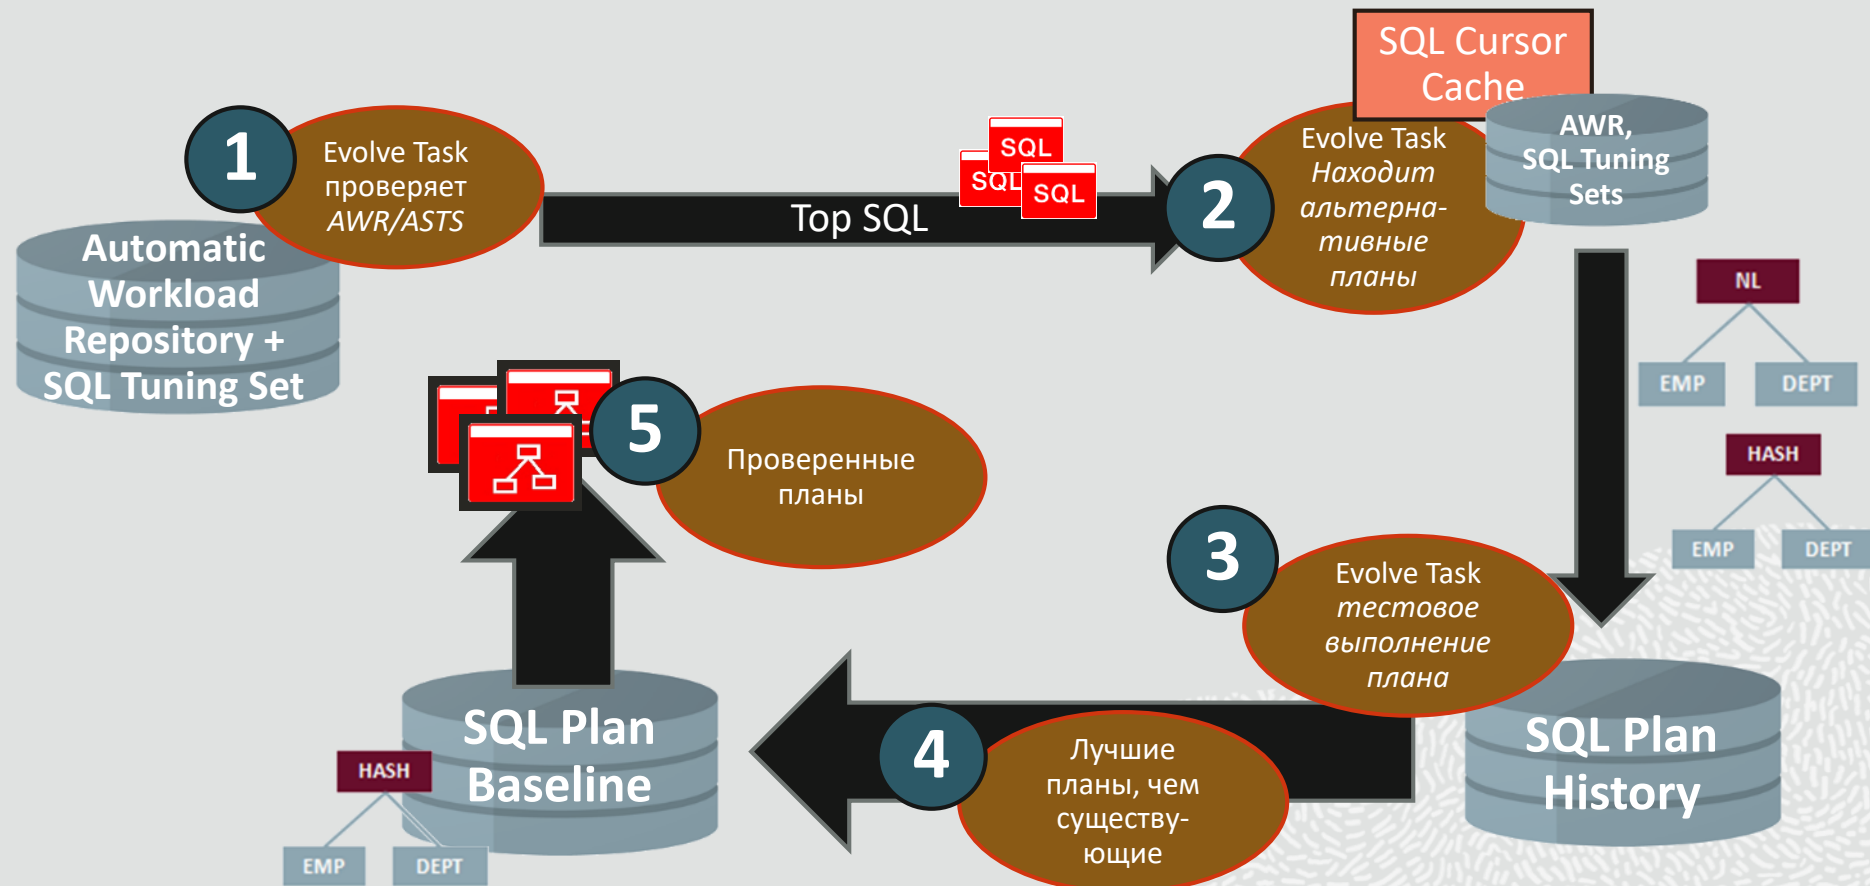 SQL Cursor
Cache
1
Evolve Task
проверяет
AWR/ASTS
Automatic
Workload
Repository +
SQL Tuning Set
Top SQL
SQL
SQL
SQL
2
Evolve Task
Находит
альтерна-
тивные
планы
AWR,
SQL Tuning
Sets
NL
EMP
DEPT
HASH
EMP
DEPT
3
Evolve Task
тестовое
выполнение
плана
SQL Plan
History
4
Лучшие
планы, чем
существу-
ющие
SQL Plan
Baseline
HASH
EMP
DEPT
5
Проверенные
планы